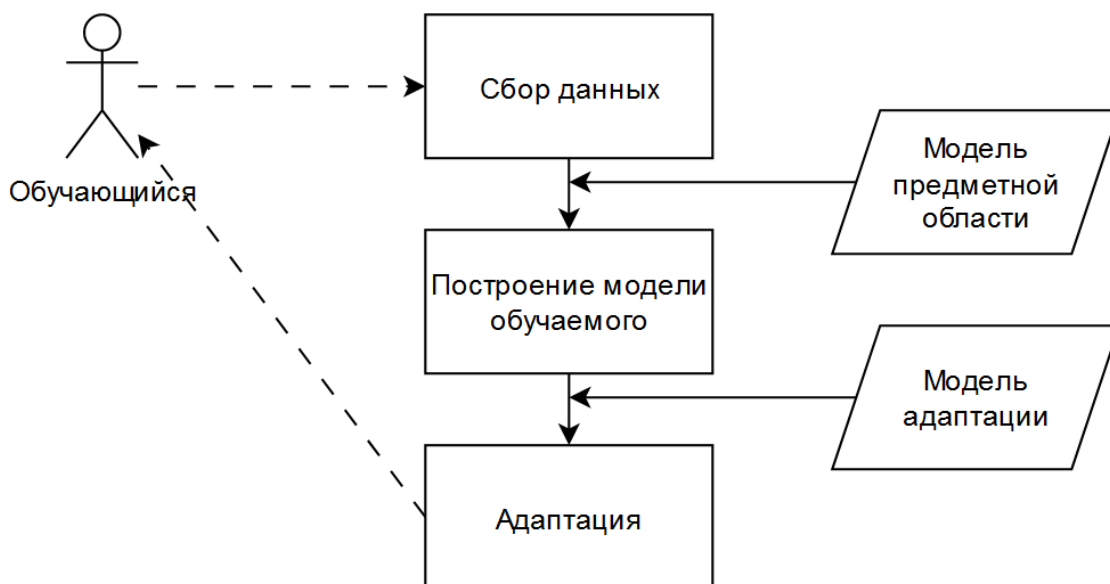 Сбор данных
Обучающийся
Модель
предметной
области
Построение модели
обучаемого
Модель
адаптации
Адаптация